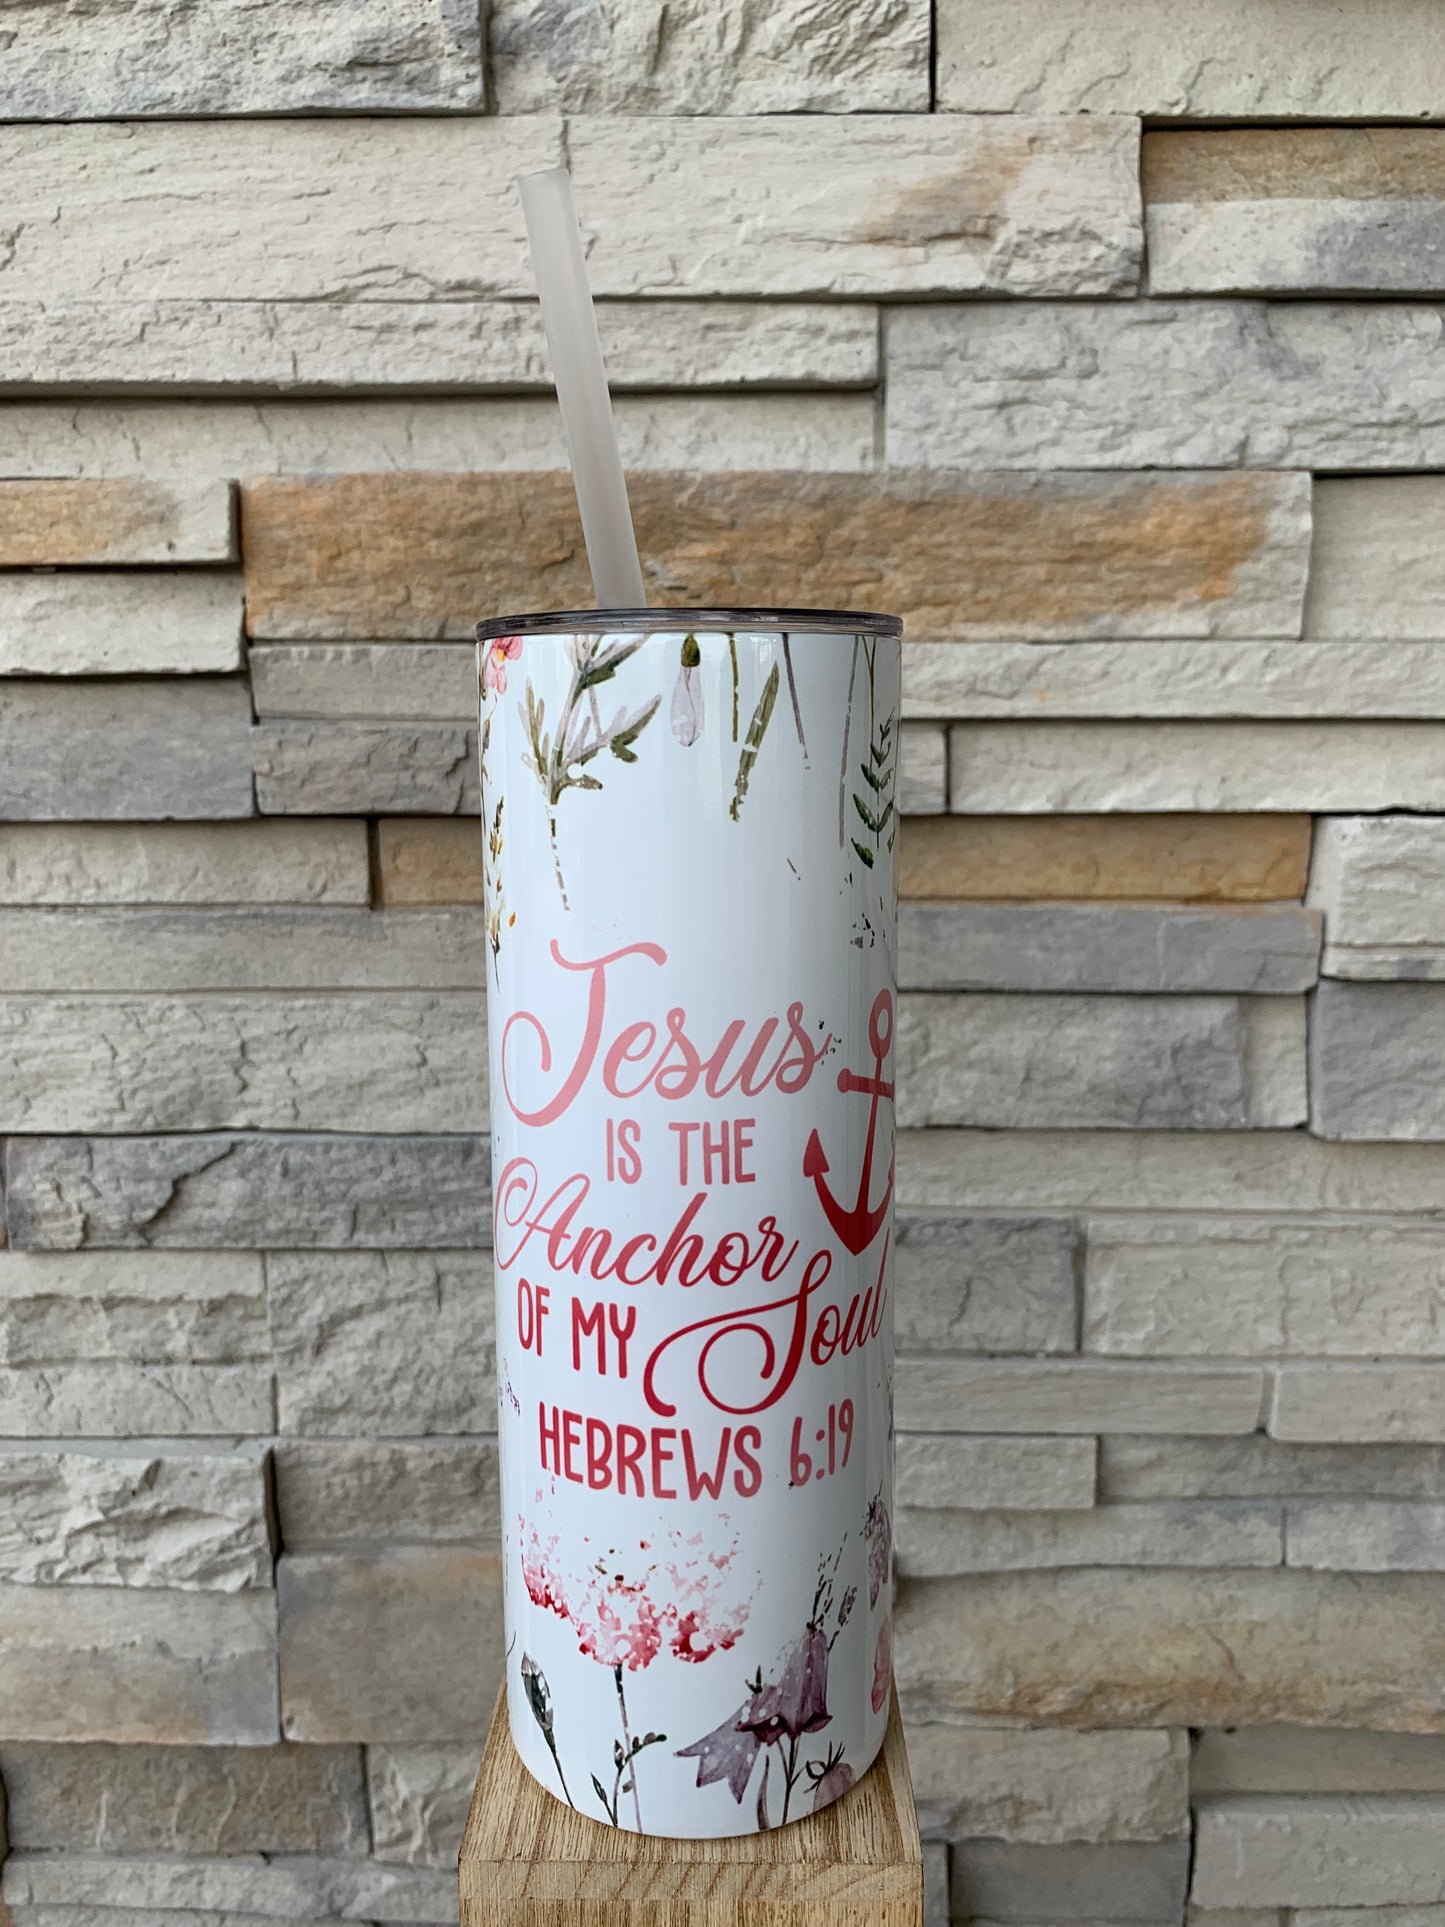 Jesus
IS THE
Anchor
OF MY Soul
HEBREWS 6:19